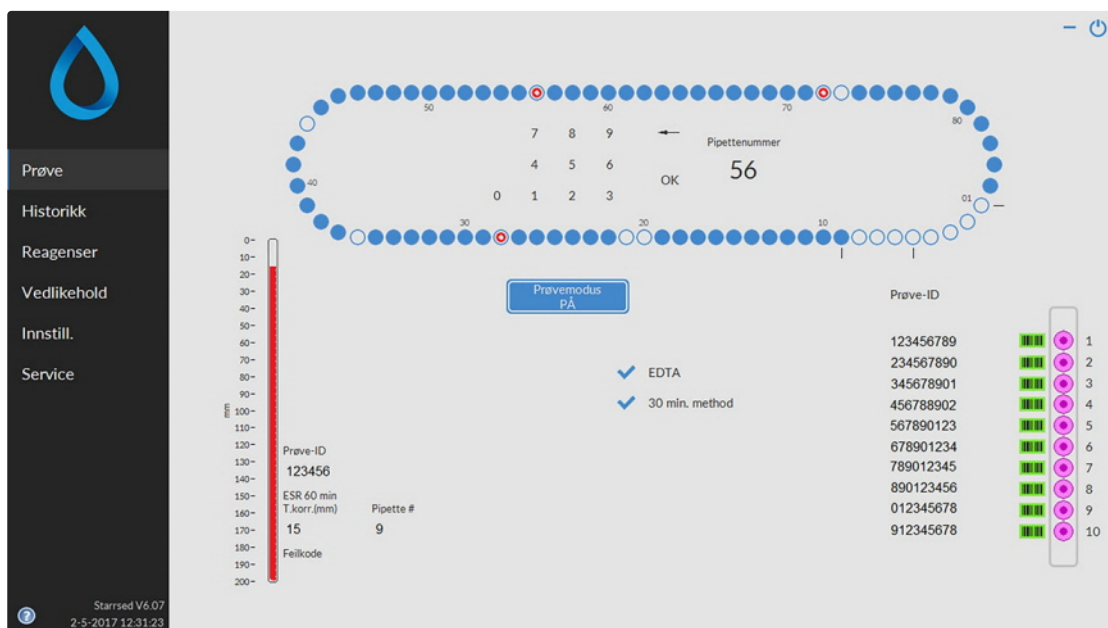 Prøve
Historikk
Reagenser
Vedlikehold
Innstill.
Service
Starrsed V6.07
2-5-2017 12:31:23
50
60
70
80
40
01
30
20
10
7 8 9
4 5 6
0 1 2 3
OK
Pipettenummer
56
Prøvemodus
PÅ
EDTA
30 min. method
mm
0
10
20
30
40
50
60
70
80
90
100
110
120
130
140
150
160
170
180
190
200
Prøve-ID
123456
ESR 60 min
T.korr.(mm) Pipette #
15 9
Feilkode
Prøve-ID
123456789 1
234567890 2
345678901 3
456788902 4
567890123 5
678901234 6
789012345 7
890123456 8
012345678 9
912345678 10